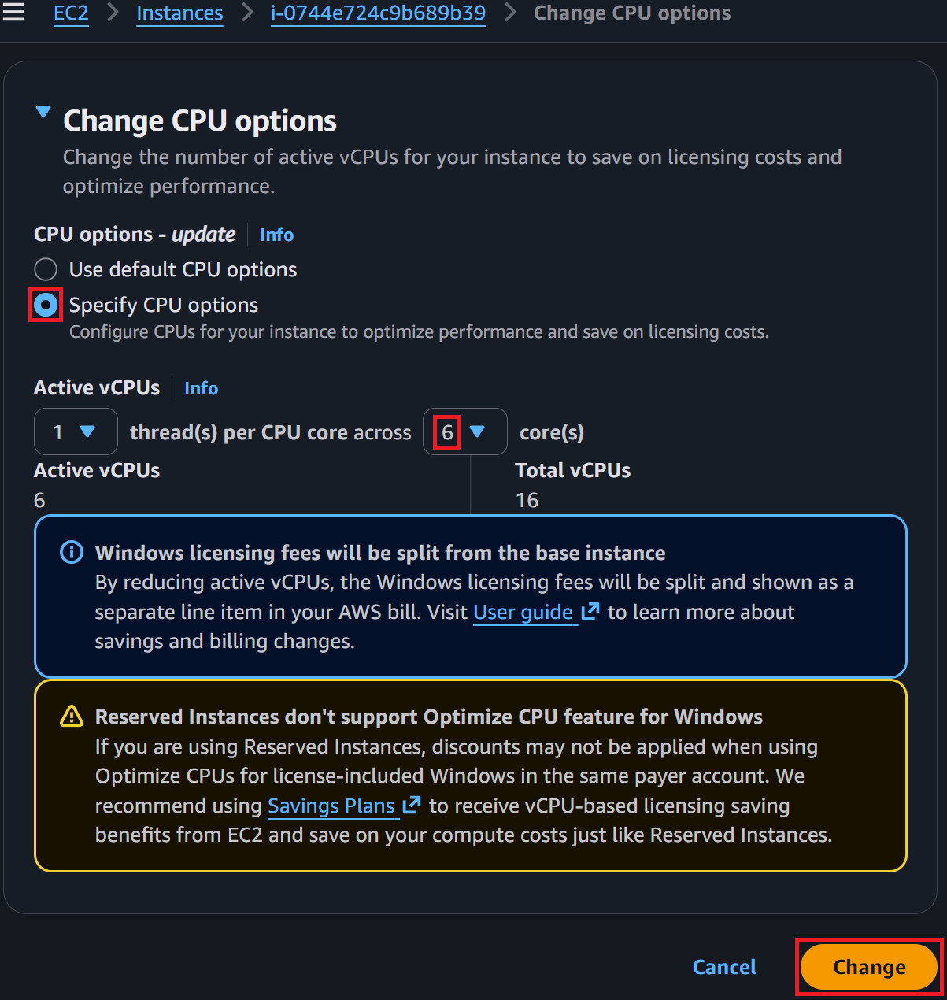 EC2 > Instances > i-0744e724c9b689b39 > Change CPU options
Change CPU options
Change the number of active vCPUs for your instance to save on licensing costs and
optimize performance.
CPU options - update Info
Use default CPU options
Specify CPU options
Configure CPUs for your instance to optimize performance and save on licensing costs.
Active vCPUs Info
1 thread(s) per CPU core across 6 core(s)
Active vCPUs Total vCPUs
6 16
Windows licensing fees will be split from the base instance
By reducing active vCPUs, the Windows licensing fees will be split and shown as a
separate line item in your AWS bill. Visit User guide to learn more about
savings and billing changes.
Reserved Instances don't support Optimize CPU feature for Windows
If you are using Reserved Instances, discounts may not be applied when using
Optimize CPUs for license-included Windows in the same payer account. We
recommend using Savings Plans to receive vCPU-based licensing saving
benefits from EC2 and save on your compute costs just like Reserved Instances.
Cancel Change